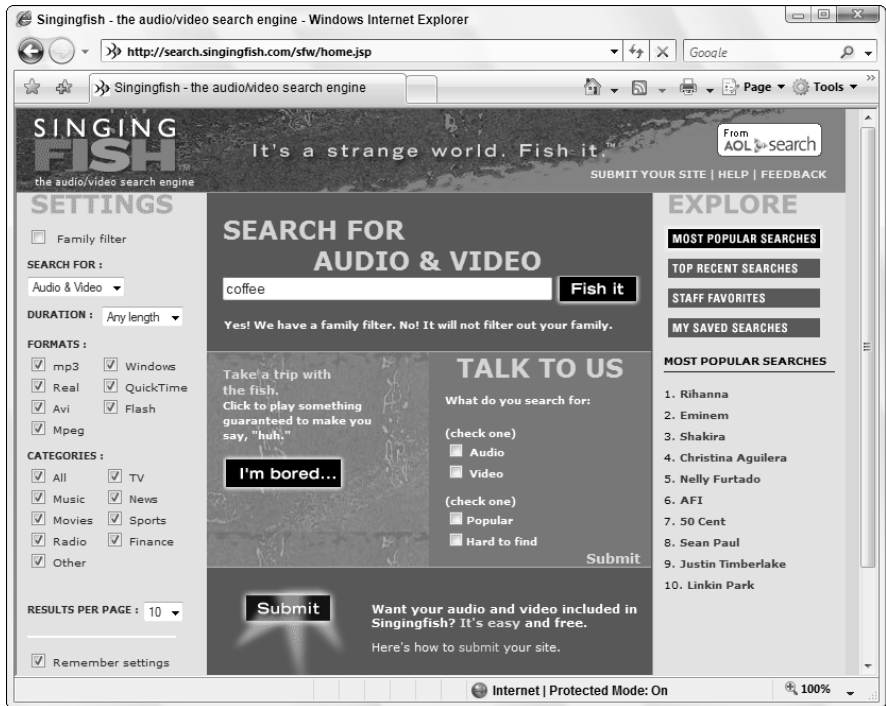 Singingfish - the audio/video search engine - Windows Internet Explorer
http://search.singingfish.com/sfw/home.jsp
Google
Singingfish - the audio/video search engine
Page
Tools
SINGING
FISH™
the audio/video search engine
It's a strange world. Fish it.™
From
AOL search
SUBMIT YOUR SITE | HELP | FEEDBACK
SETTINGS
Family filter
SEARCH FOR :
Audio & Video
DURATION : Any length
FORMATS :
mp3 Windows
Real QuickTime
Avi Flash
Mpeg
CATEGORIES :
All TV
Music News
Movies Sports
Radio Finance
Other
RESULTS PER PAGE : 10
Remember settings
SEARCH FOR
AUDIO & VIDEO
coffee Fish it
Yes! We have a family filter. No! It will not filter out your family.
Take a trip with
the fish.
Click to play something
guaranteed to make you
say, "huh."
I'm bored...
TALK TO US
What do you search for:
(check one)
Audio
Video
(check one)
Popular
Hard to find
Submit
Submit
Want your audio and video included in
Singingfish? It's easy and free.
Here's how to submit your site.
EXPLORE
MOST POPULAR SEARCHES
TOP RECENT SEARCHES
STAFF FAVORITES
MY SAVED SEARCHES
MOST POPULAR SEARCHES
1. Rihanna
2. Eminem
3. Shakira
4. Christina Aguilera
5. Nelly Furtado
6. AFI
7. 50 Cent
8. Sean Paul
9. Justin Timberlake
10. Linkin Park
Internet | Protected Mode: On
100%